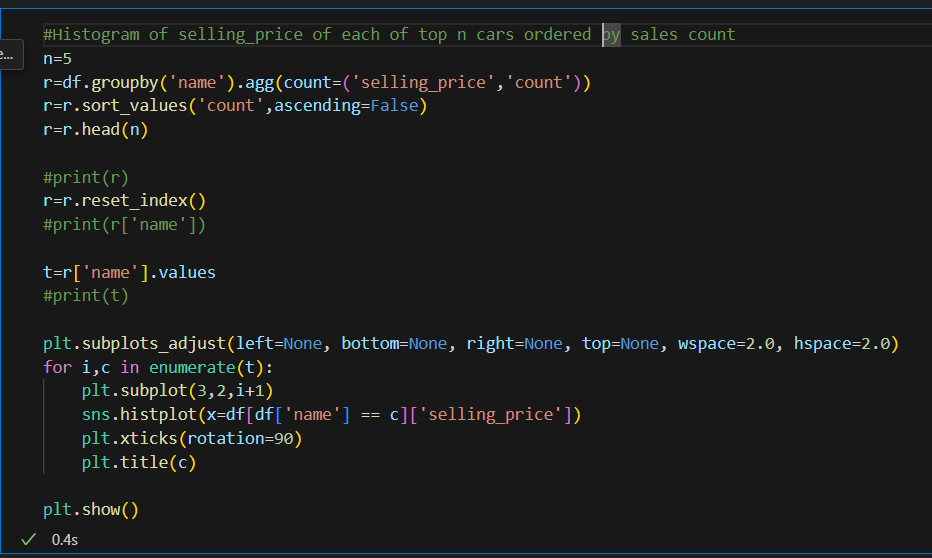 #Histogram of selling_price of each of top n cars ordered by sales count
e...
n=5
r=df.groupby('name').agg(count=('selling_price','count'))
r=r.sort_values('count',ascending=False)
r=r.head(n)
#print(r)
r=r.reset_index()
#print(r['name'])
t=r['name'].values
#print(t)
plt.subplots_adjust(left=None, bottom=None, right=None, top=None, wspace=2.0, hspace=2.0)
for i,c in enumerate(t):
    plt.subplot(3,2,i+1)
    sns.histplot(x=df[df['name'] == c]['selling_price'])
    plt.xticks(rotation=90)
    plt.title(c)
plt.show()
0.4s